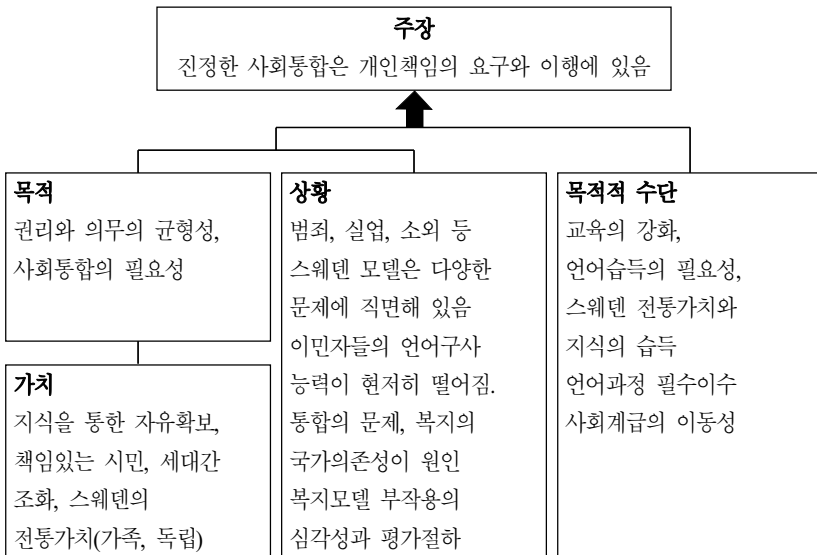 주장
진정한 사회통합은 개인책임의 요구와 이행에 있음
목적
권리와 의무의 균형성,
사회통합의 필요성
가치
지식을 통한 자유확보,
책임있는 시민, 세대간
조화, 스웨덴의
전통가치(가족, 독립)
상황
범죄, 실업, 소외 등
스웨덴 모델은 다양한
문제에 직면해 있음
이민자들의 언어구사
능력이 현저히 떨어짐.
통합의 문제, 복지의
국가의존성이 원인
복지모델 부작용의
심각성과 평가절하
목적적 수단
교육의 강화,
언어습득의 필요성,
스웨덴 전통가치와
지식의 습득
언어과정 필수이수
사회계급의 이동성